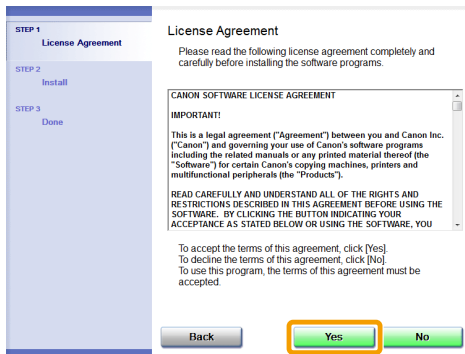 STEP 1
License Agreement
STEP 2
Install
STEP 3
Done
License Agreement
Please read the following license agreement completely and
carefully before installing the software programs.
CANON SOFTWARE LICENSE AGREEMENT
IMPORTANT!
This is a legal agreement ("Agreement") between you and Canon Inc.
("Canon") and governing your use of Canon's software programs
including the related manuals or any printed material thereof (the
"Software") for certain Canon's copying machines, printers and
multifunctional peripherals (the "Products").
READ CAREFULLY AND UNDERSTAND ALL OF THE RIGHTS AND
RESTRICTIONS DESCRIBED IN THIS AGREEMENT BEFORE USING THE
SOFTWARE. BY CLICKING THE BUTTON INDICATING YOUR
ACCEPTANCE AS STATED BELOW OR USING THE SOFTWARE, YOU
To accept the terms of this agreement, click [Yes].
To decline the terms of this agreement, click [No].
To use this program, the terms of this agreement must be
accepted.
Back
Yes
No